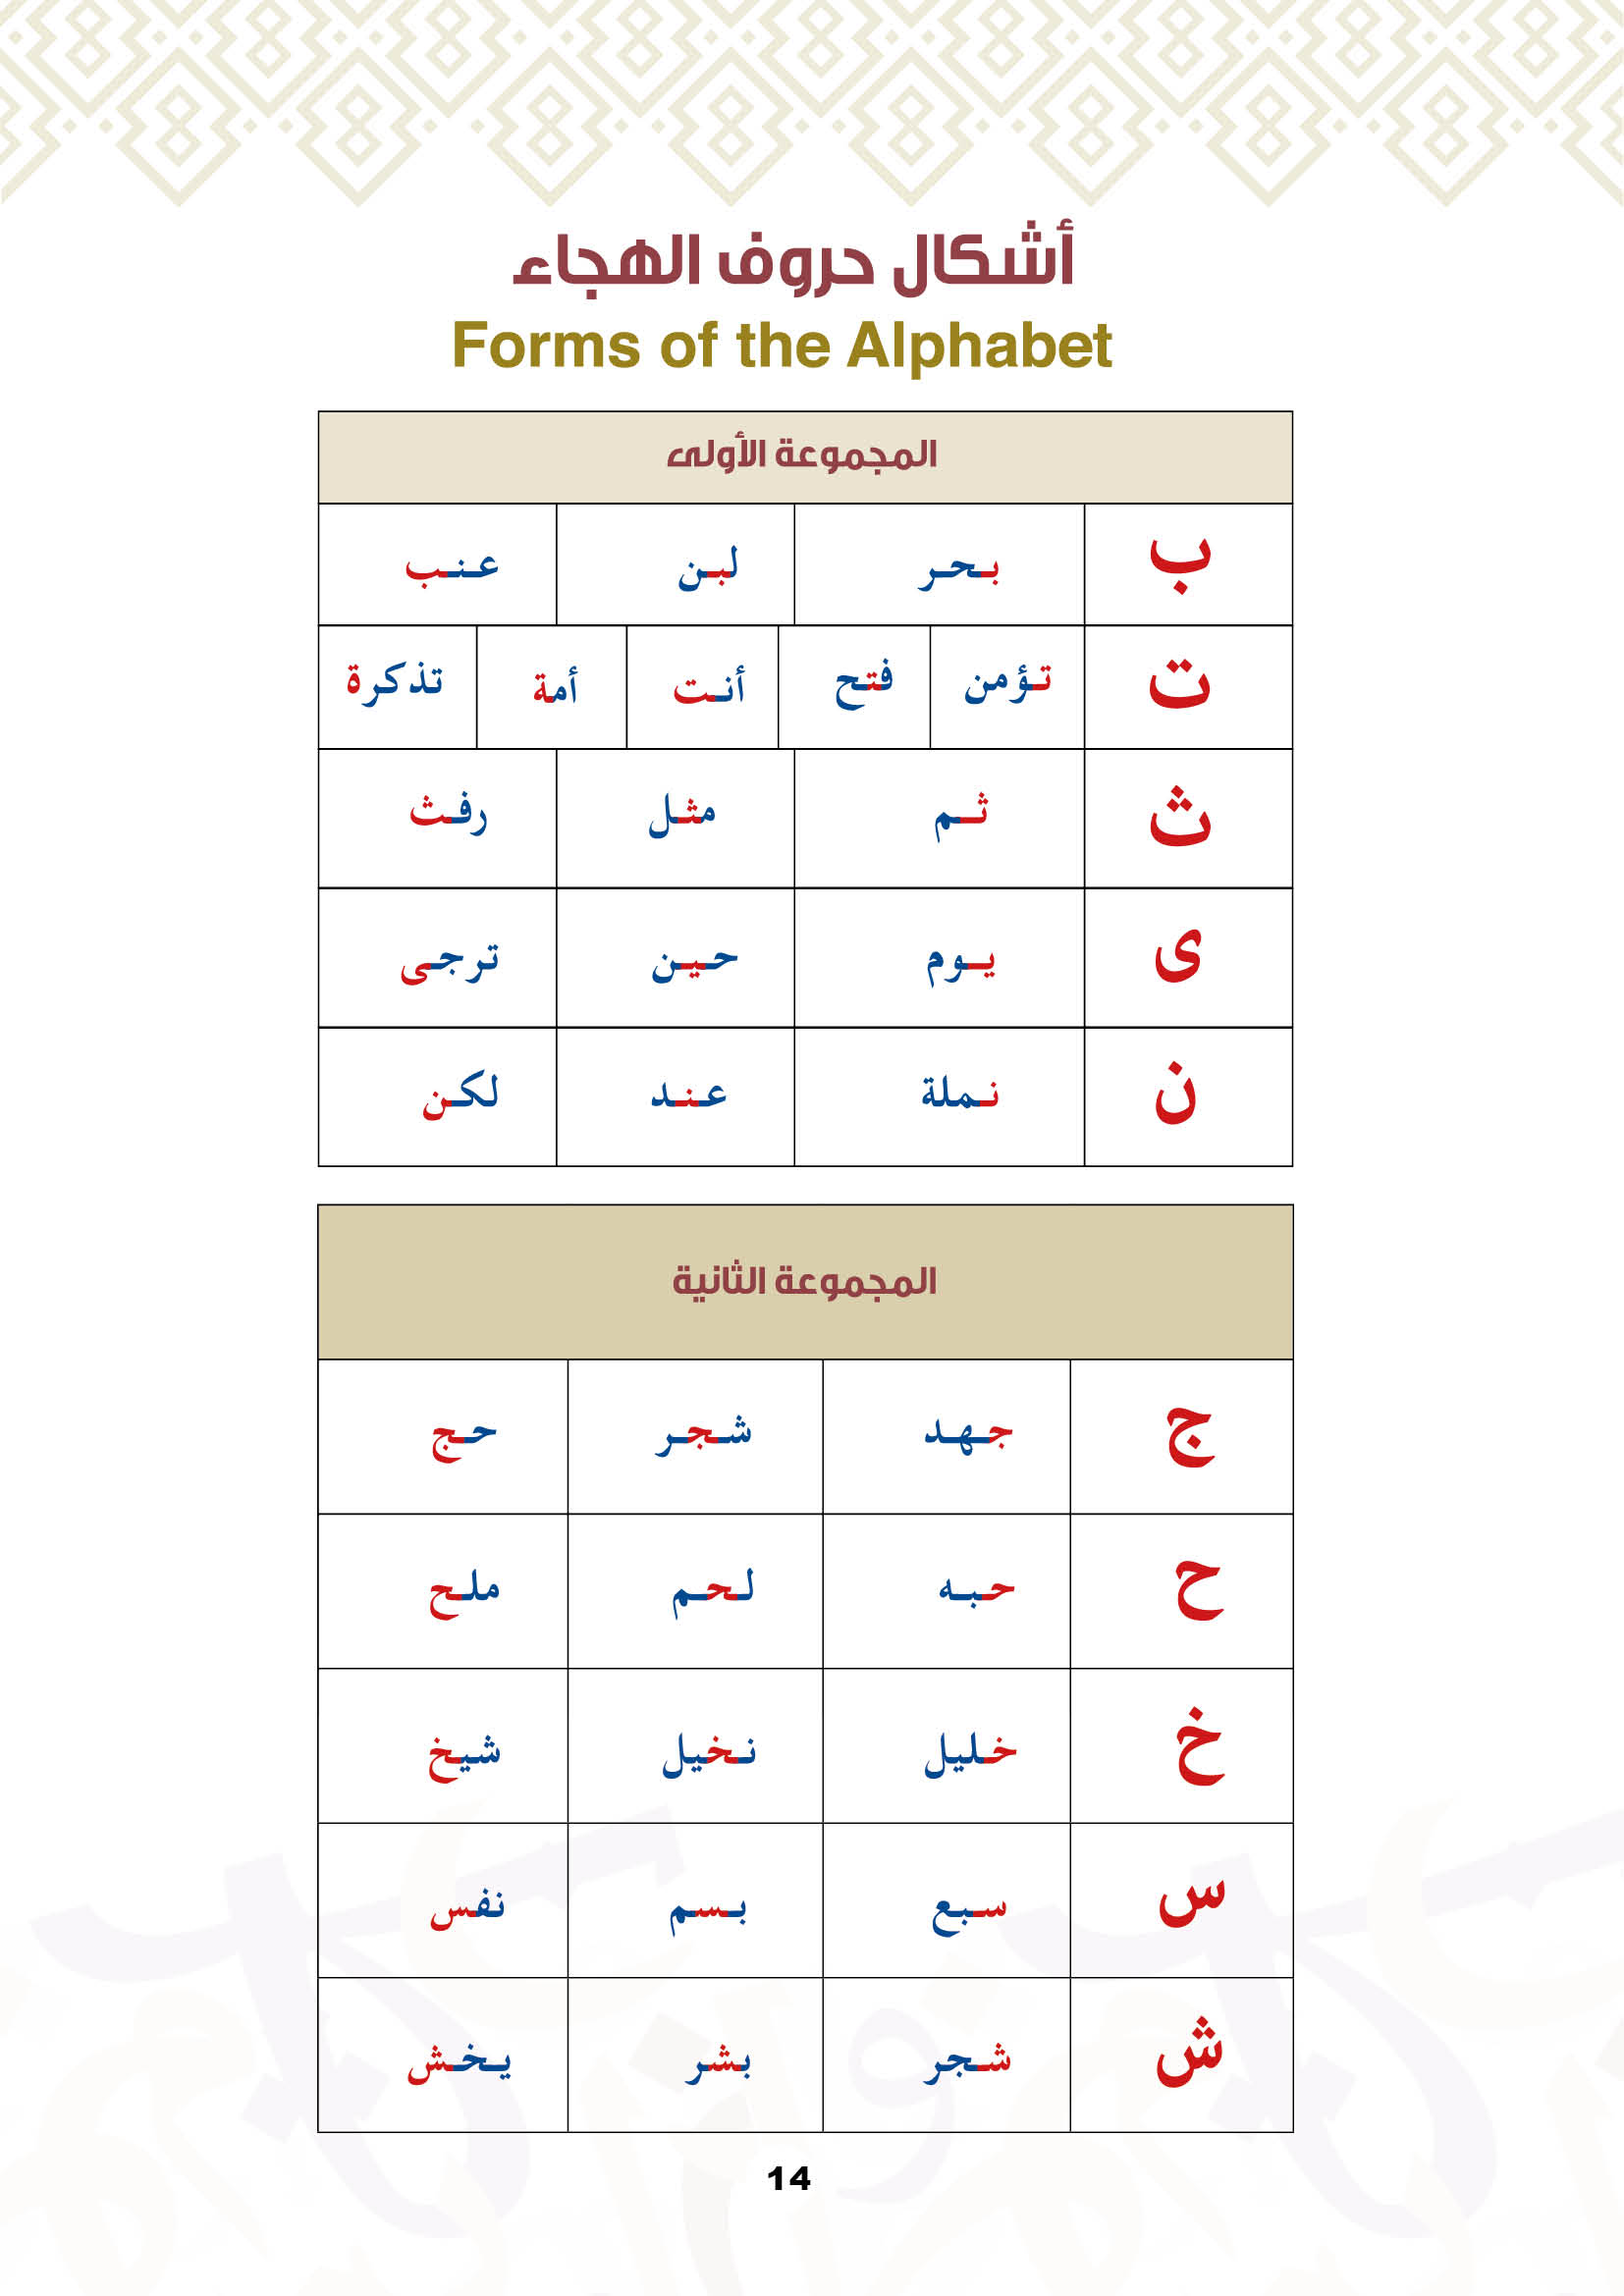 أشكال حروف الهجاء
Forms of the Alphabet
المجموعة الأولى
ب بحر لبن عنب
ت تؤمن فتح أنت أمة تذكرة
ث ثم مثل رفث
ى يوم حين ترجى
ن نملة عند لكن
المجموعة الثانية
ج جهد شجر حج
ح حبه لحم ملح
خ خليل نخيل شيخ
س سبع بسم نفس
ش شجر بشر يخش
14